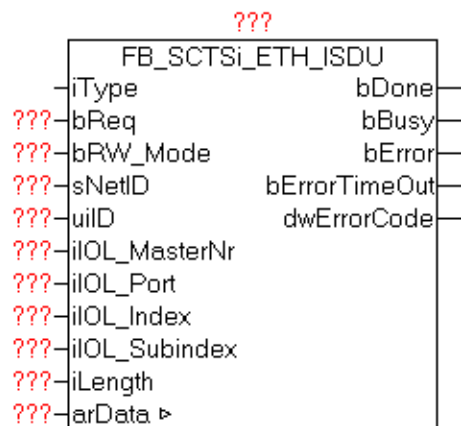 ???
FB_SCTSi_ETH_ISDU
iType bDone
??? bReq bBusy
??? bRW_Mode bError
??? sNetID bErrorTimeOut
??? uiID dwErrorCode
??? iIOL_MasterNr
??? iIOL_Port
??? iIOL_Index
??? iIOL_Subindex
??? iLength
??? arData ▹